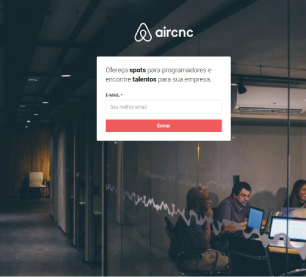 aircnc
Ofereça spots para programadores e
encontre talentos para sua empresa.
E-MAIL *
Seu melhor email
Entrar